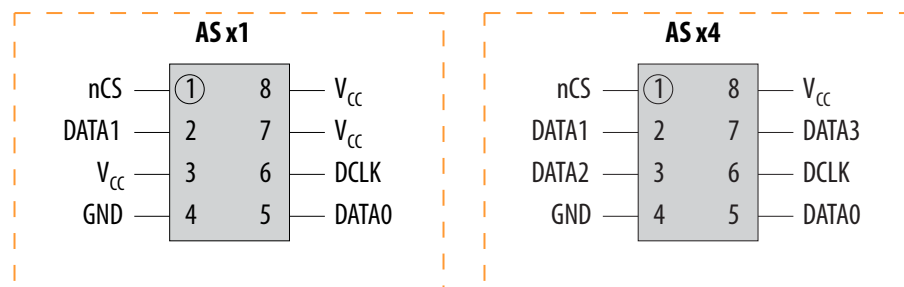 AS x1
nCS 1 8 VCC
DATA1 2 7 VCC
VCC 3 6 DCLK
GND 4 5 DATA0
AS x4
nCS 1 8 VCC
DATA1 2 7 DATA3
DATA2 3 6 DCLK
GND 4 5 DATA0